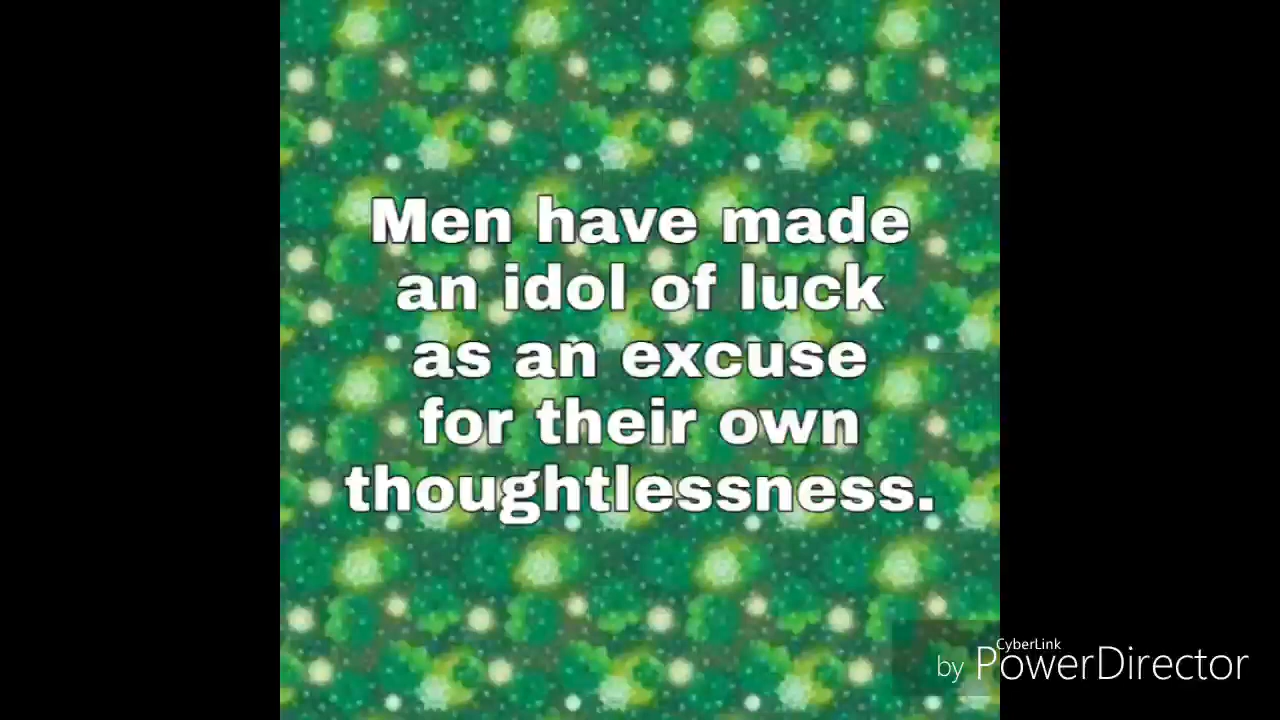 Men have made
an idol of luck
as an excuse
for their own
thoughtlessness.
CyberLink
by PowerDirector